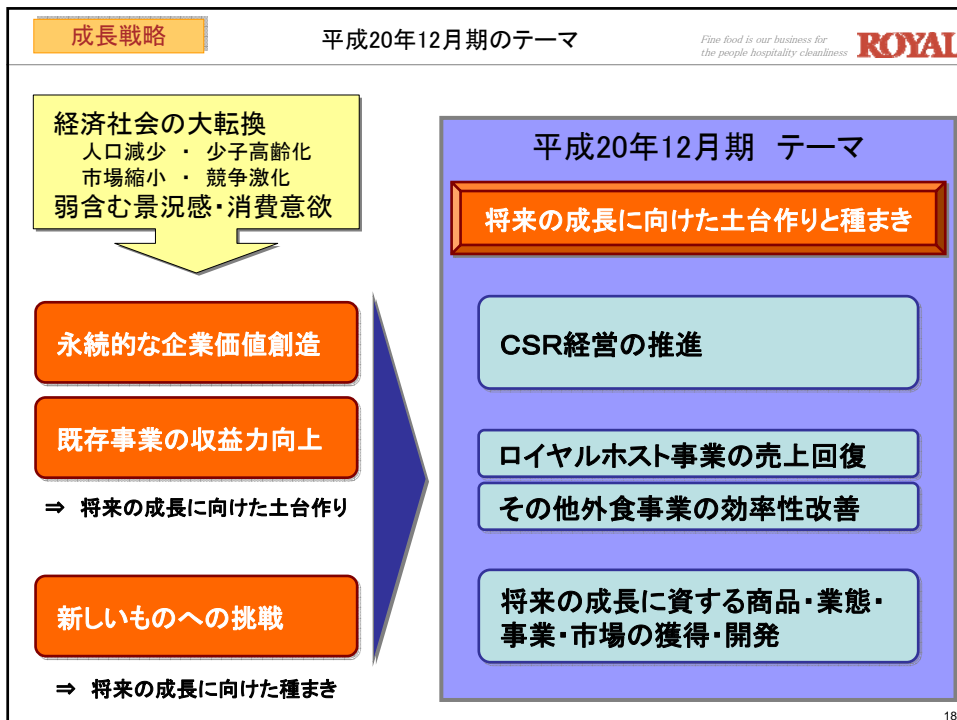 成長戦略
平成20年12月期のテーマ
Fine food is our business for
the people hospitality cleanliness
ROYAL
経済社会の大転換
人口減少 ・ 少子高齢化
市場縮小 ・ 競争激化
弱含む景況感・消費意欲
永続的な企業価値創造
既存事業の収益力向上
⇒ 将来の成長に向けた土台作り
新しいものへの挑戦
⇒ 将来の成長に向けた種まき
平成20年12月期 テーマ
将来の成長に向けた土台作りと種まき
CSR経営の推進
ロイヤルホスト事業の売上回復
その他外食事業の効率性改善
将来の成長に資する商品・業態・
事業・市場の獲得・開発
18